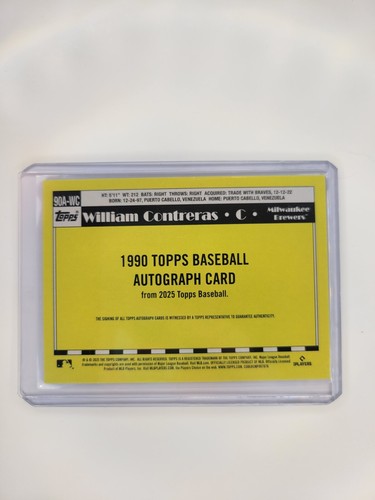 90A-WC
HT: 5'11" WT: 212 BATS: RIGHT THROWS: RIGHT ACQUIRED: TRADE WITH BRAVES, 12-12-22
BORN: 12-24-97, PUERTO CABELLO, VENEZUELA HOME: PUERTO CABELLO, VENEZUELA
Topps
William Contreras • C • Milwaukee
Brewers™
1990 TOPPS BASEBALL
AUTOGRAPH CARD
from 2025 Topps Baseball.
THE SIGNING OF ALL TOPPS AUTOGRAPH CARDS IS WITNESSED BY A TOPPS REPRESENTATIVE TO GUARANTEE AUTHENTICITY.